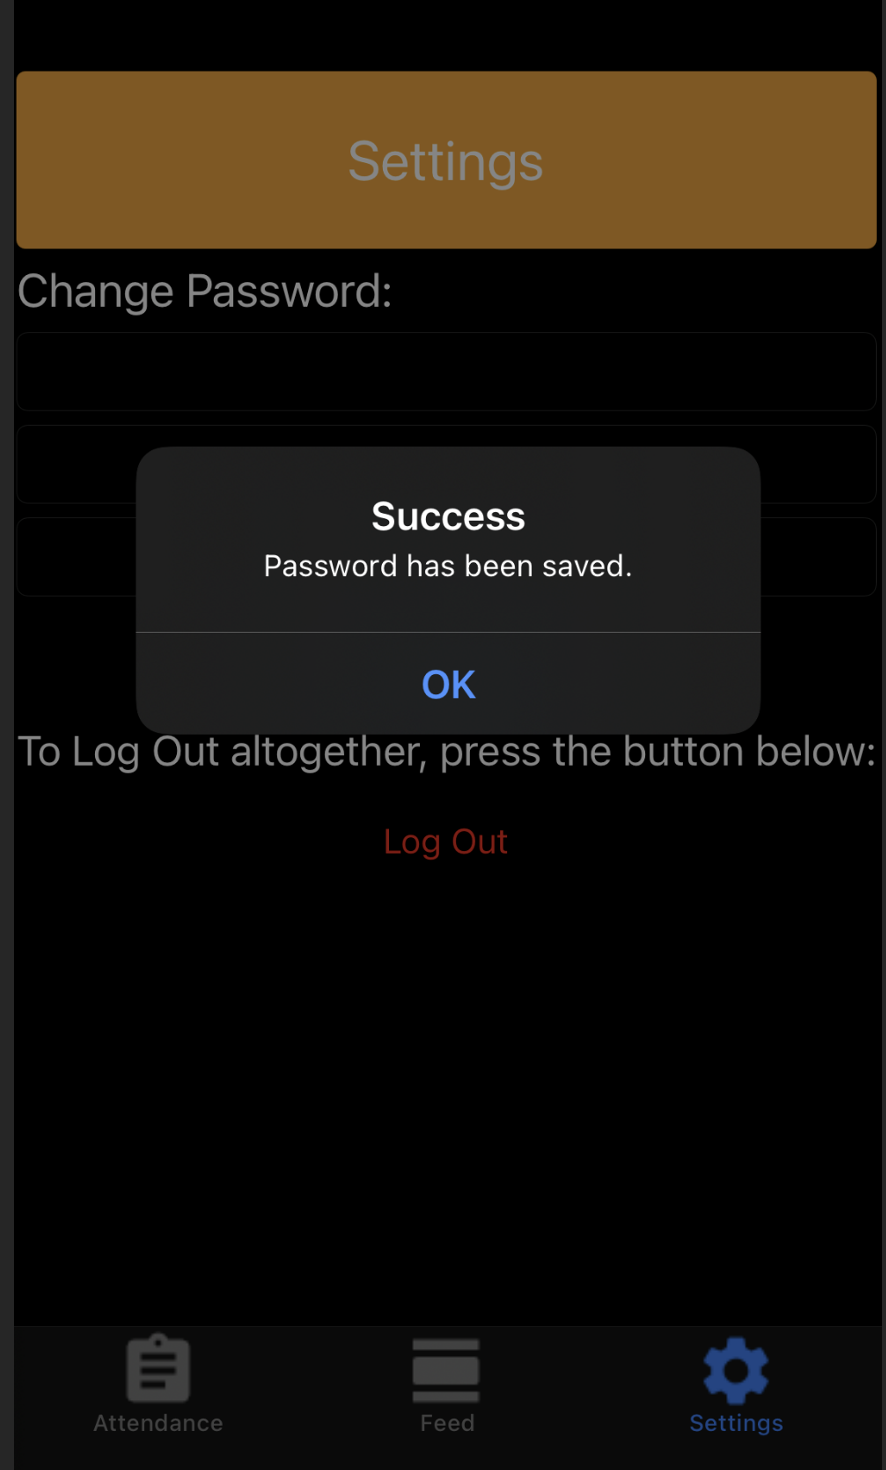 Settings
Change Password:
Success
Password has been saved.
OK
To Log Out altogether, press the button below:
Log Out
Attendance
Feed
Settings